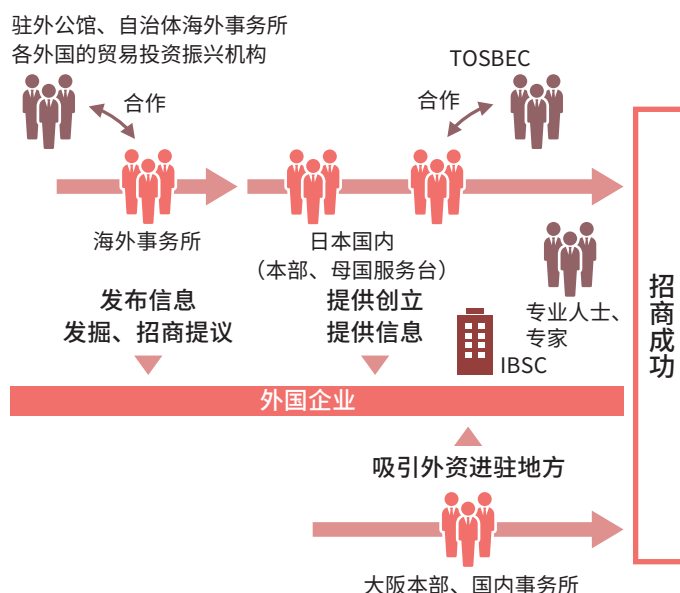 驻外公馆、自治体海外事务所
各外国的贸易投资振兴机构
合作
TOSBEC
合作
海外事务所
日本国内
（本部、母国服务台）
发布信息
发掘、招商提议
提供创立
提供信息
专业人士、
专家
IBSC
外国企业
招商成功
吸引外资进驻地方
大阪本部、国内事务所